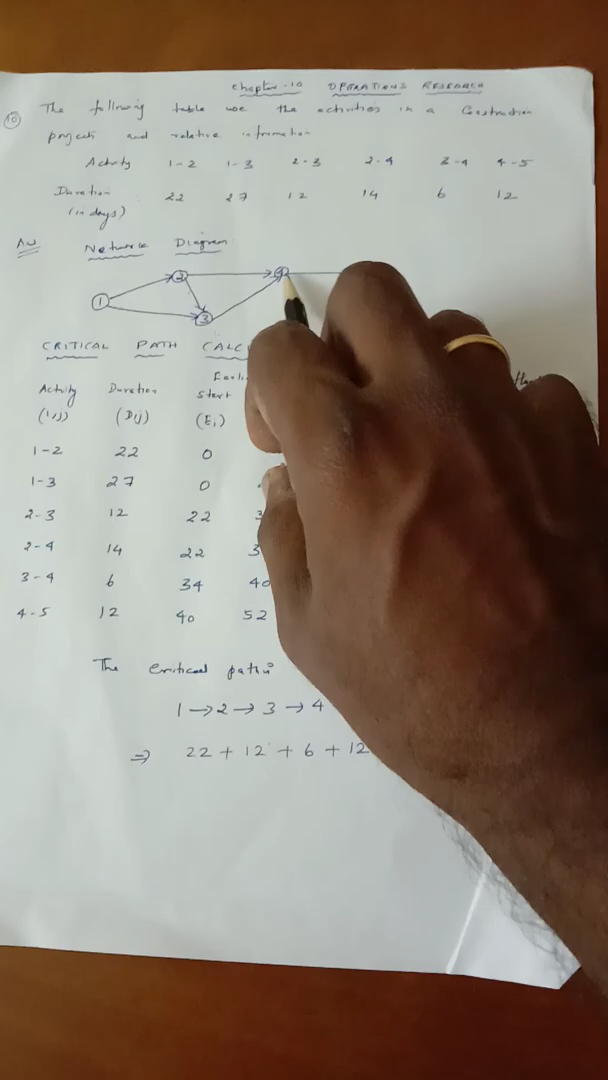 Chapter-10 OPERATIONS RESEARCH
10 The following table use the activities in a Construction
projects and relative information
Activity 1-2 1-3 2-3 2-4 3-4 4-5
Duration 22 27 12 14 6 12
(in days)
Network Diagram
2 4
1
3
CRITICAL PATH
Activity Duration Start
(i,j) (Dij) (Ei)
1-2 22 0
1-3 27 0
2-3 12 22 3
2-4 14 22 3
3-4 6 34 40
4-5 12 40 52
The Critical path:
1 → 2 → 3 → 4
⇒ 22 + 12 + 6 + 12